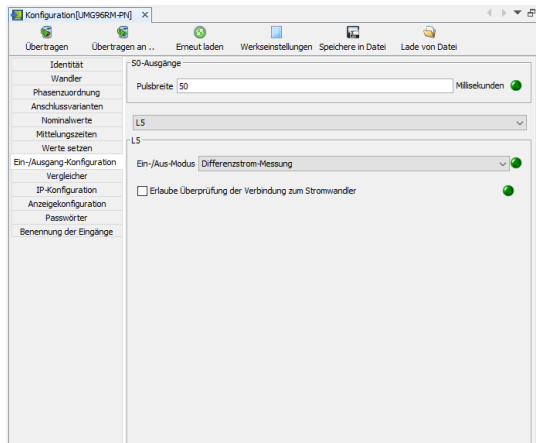 Konfiguration[UMG96RM-PN]
Übertragen
Übertragen an ..
Erneut laden
Werkseinstellungen
Speichere in Datei
Lade von Datei
Identität
Wandler
Phasenzuordnung
Anschlussvarianten
Nominalwerte
Mittelungszeiten
Werte setzen
Ein-/Ausgang-Konfiguration
Vergleicher
IP-Konfiguration
Anzeigekonfiguration
Passwörter
Benennung der Eingänge
S0-Ausgänge
Pulsbreite 50 Millisekunden
L5
L5
Ein-/Aus-Modus Differenzstrom-Messung
Erlaube Überprüfung der Verbindung zum Stromwandler